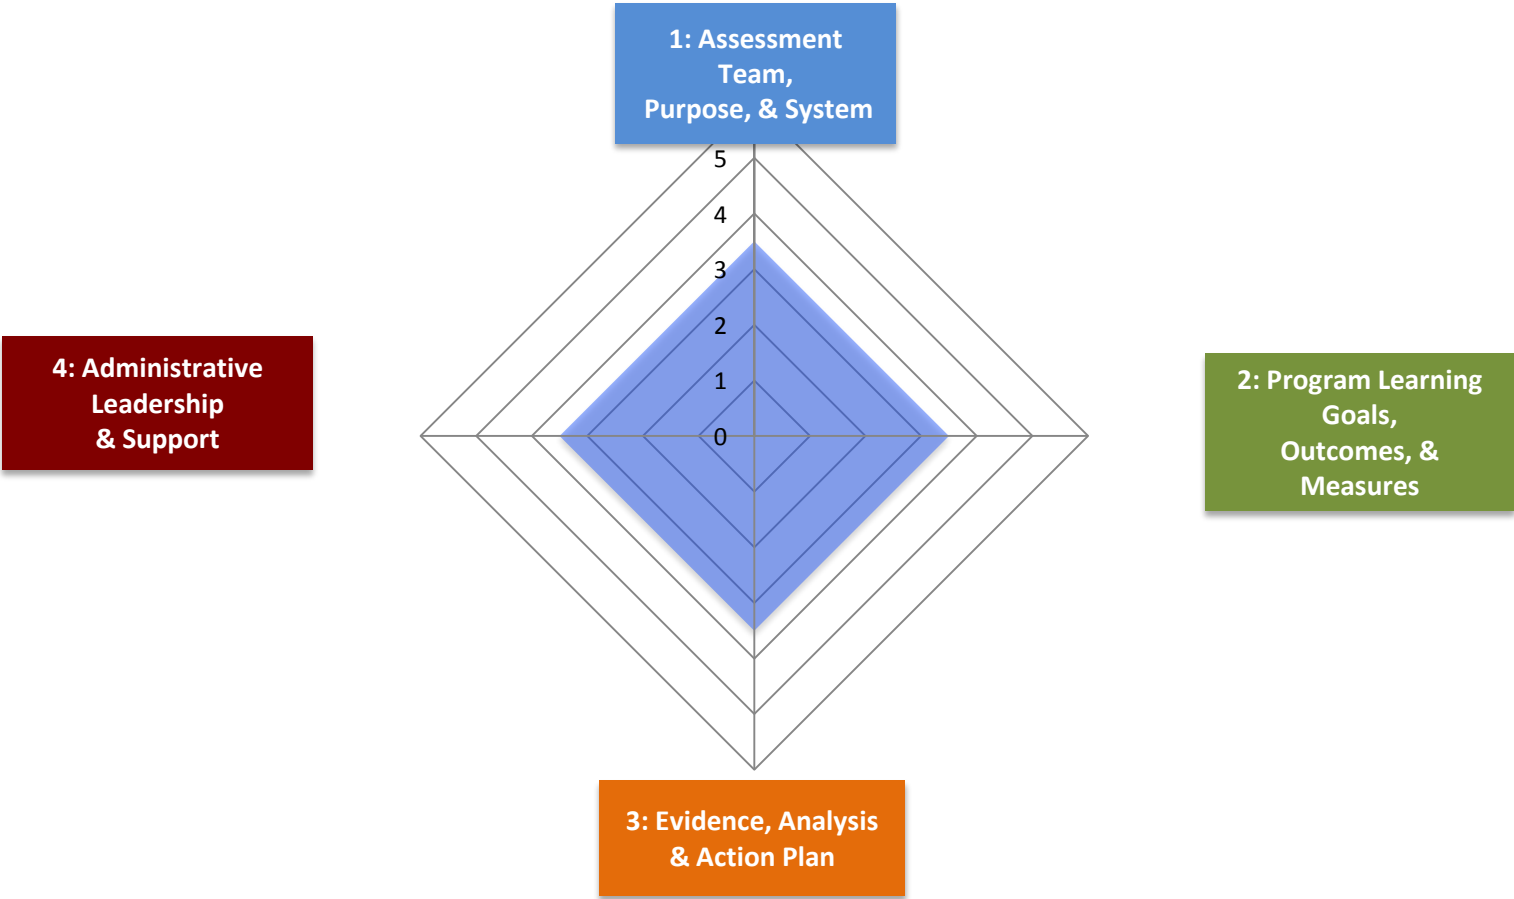 1: Assessment
Team,
Purpose, & System
5
4
3
2
1
0
4: Administrative
Leadership
& Support
2: Program Learning
Goals,
Outcomes, &
Measures
3: Evidence, Analysis
& Action Plan